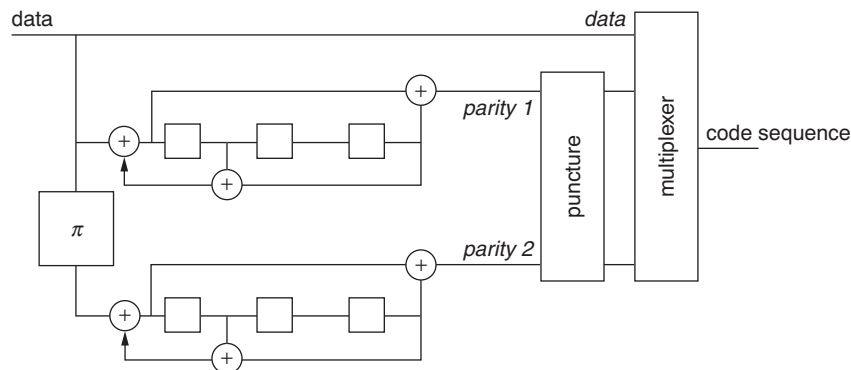 data
data
+
parity 1
+
+
puncture
multiplexer
code sequence
π
+
parity 2
+
+